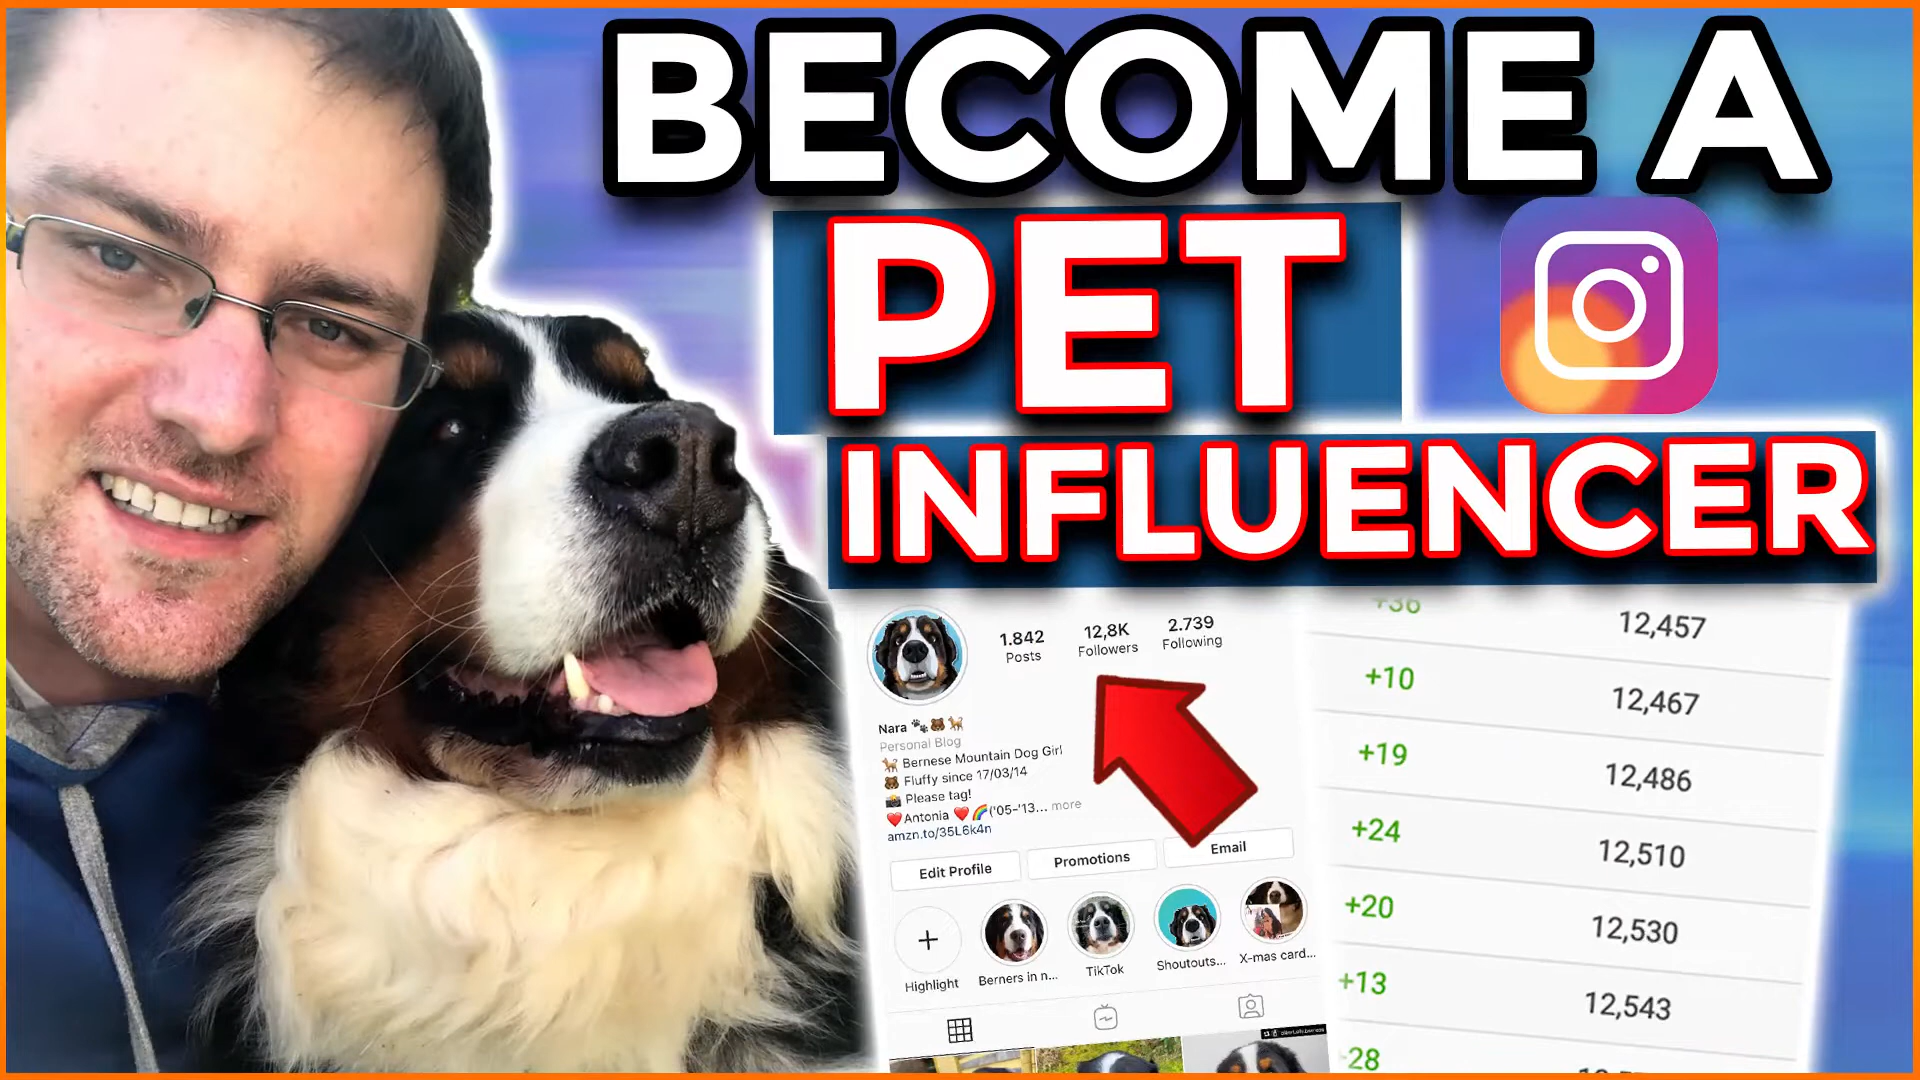 BECOME A
PET
INFLUENCER
1.842
Posts
12,8K
Followers
2.739
Following
Nara
Personal Blog
Bernese Mountain Dog Girl
Fluffy since 17/03/14
Please tag!
Antonia ❤️🌈('05-'13... more
amzn.to/35L6k4n
Edit Profile
Promotions
Email
Highlight
Berners in n...
TikTok
Shoutouts...
X-mas card...
+36 12,457
+10 12,467
+19 12,486
+24 12,510
+20 12,530
+13 12,543
28